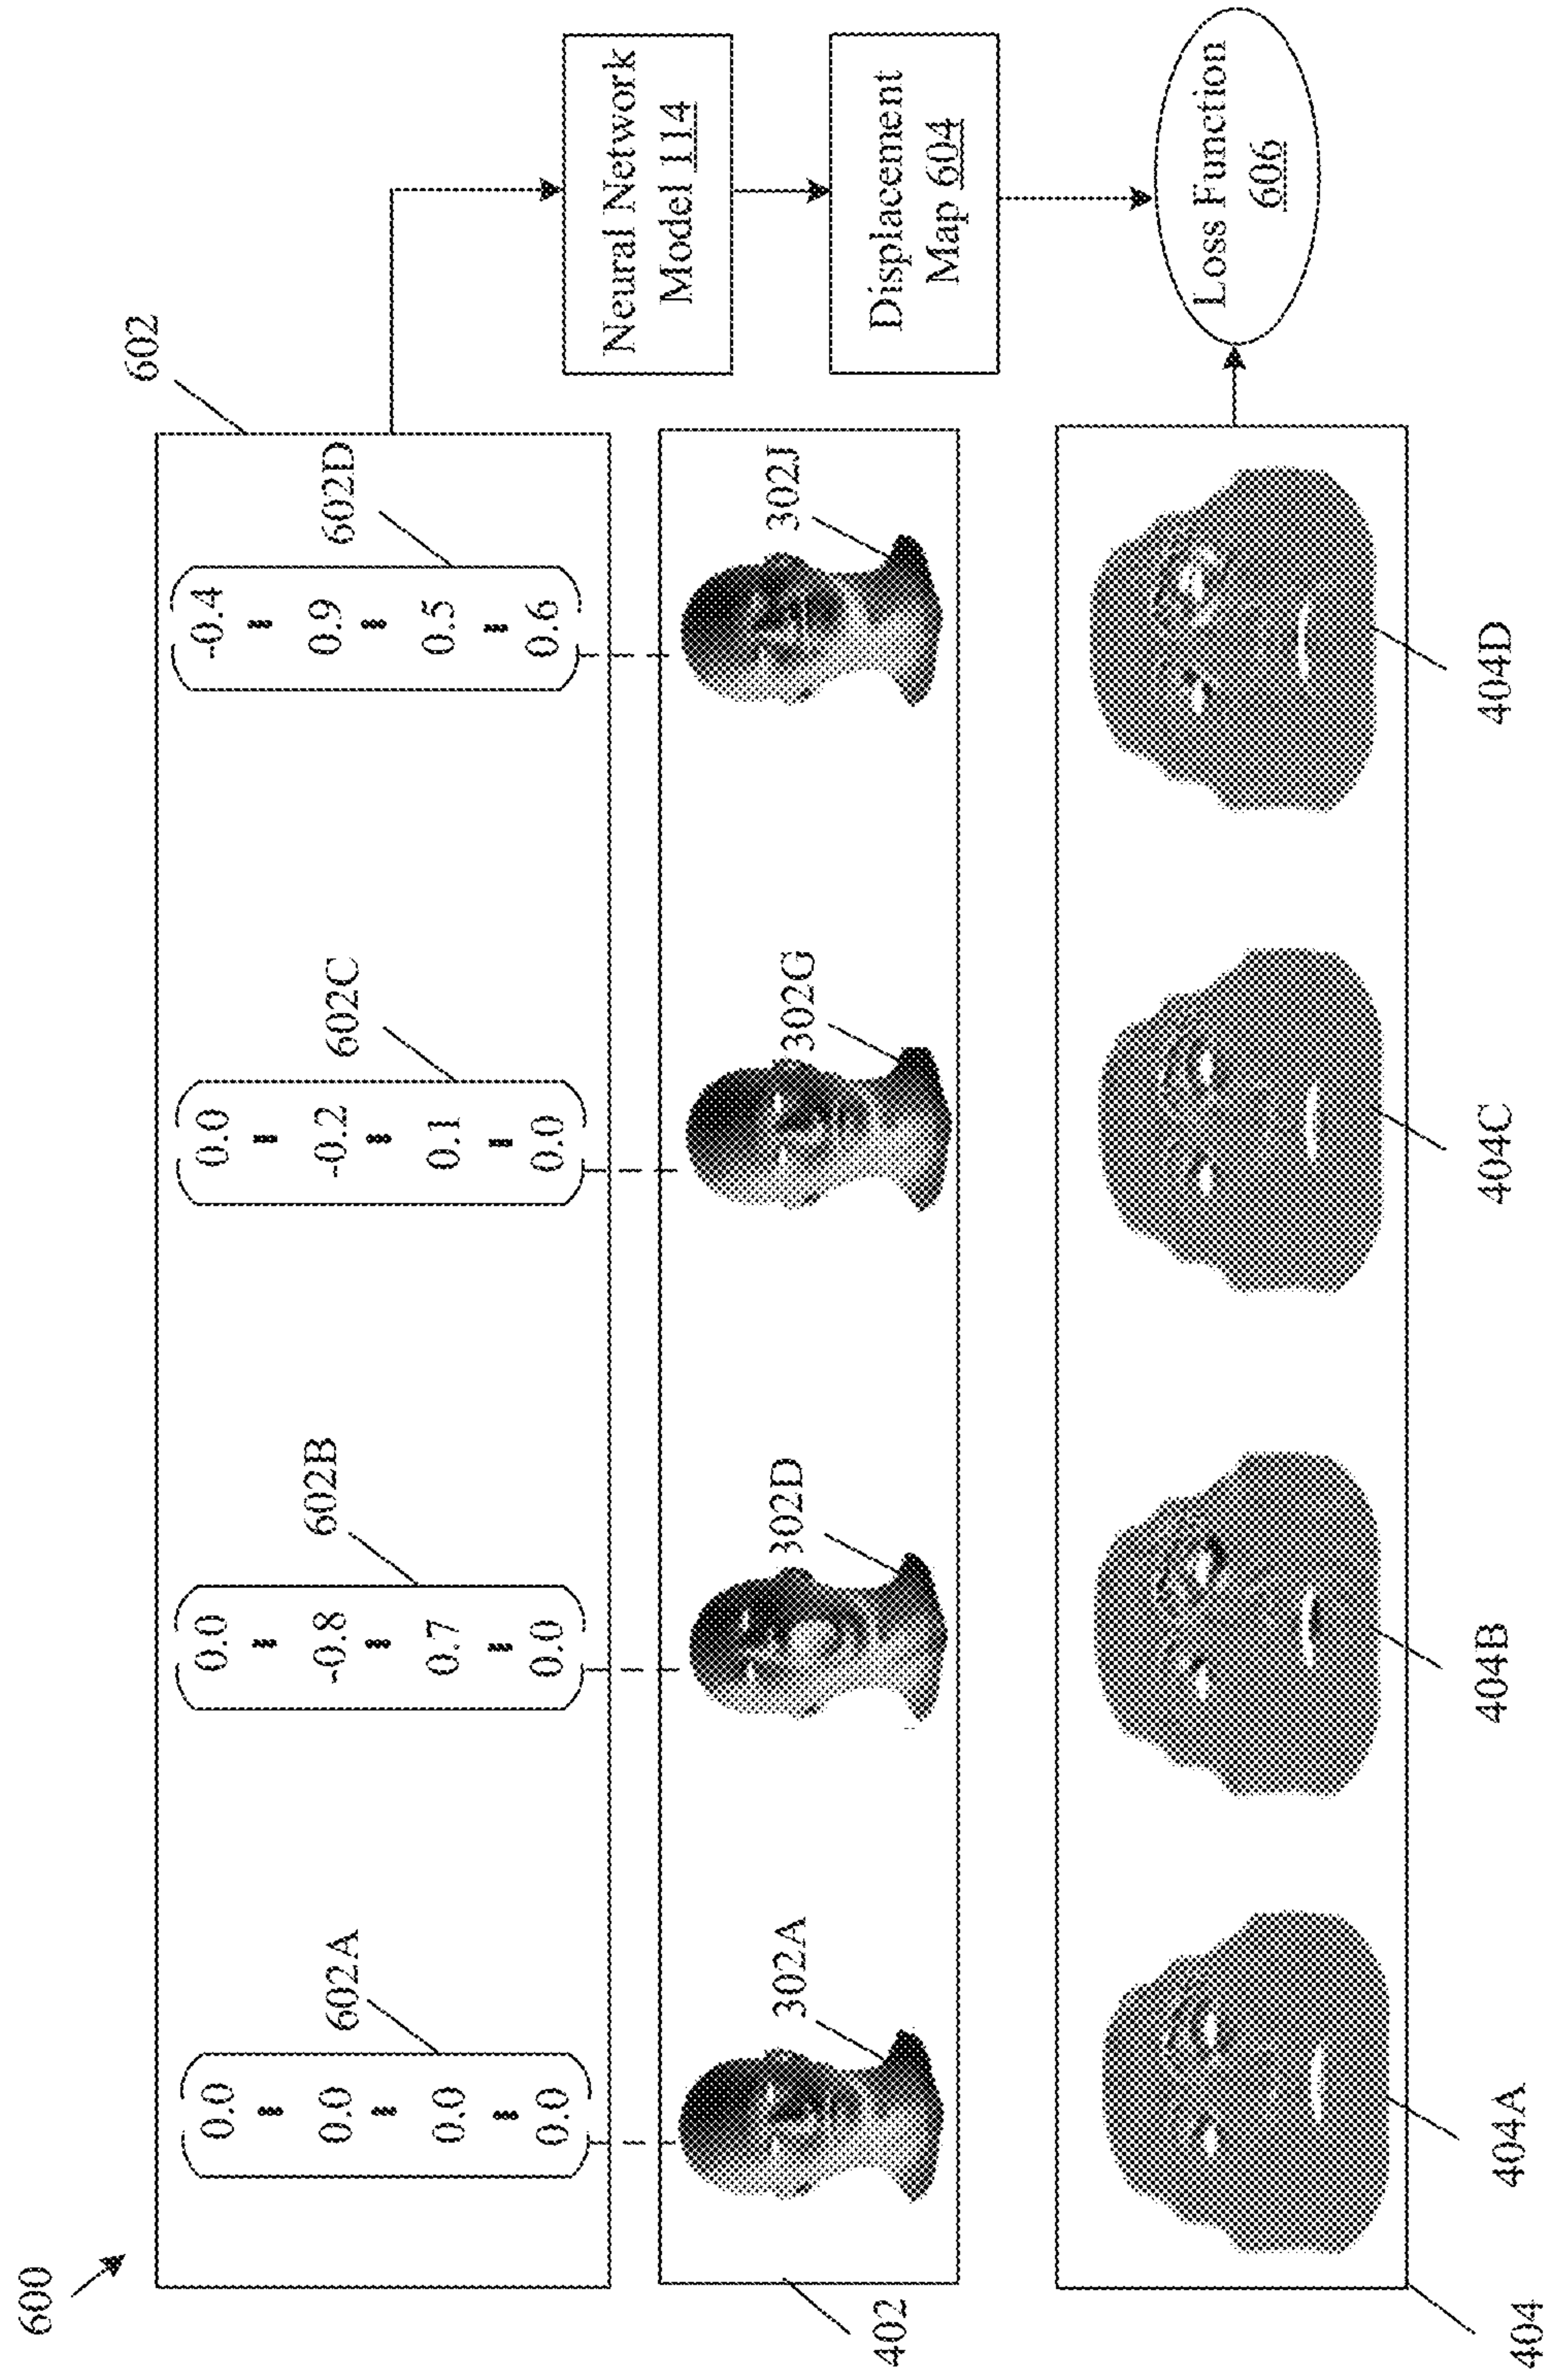 600
602
602A
0.0
0.0
0.0
0.0
602B
0.0
-0.8
0.7
0.0
602C
0.0
-0.2
0.1
0.0
602D
-0.4
0.9
0.5
0.6
Neural Network
Model 114
402
302A
302D
302G
302J
Displacement
Map 604
404
404A
404B
404C
404D
Loss Function
606